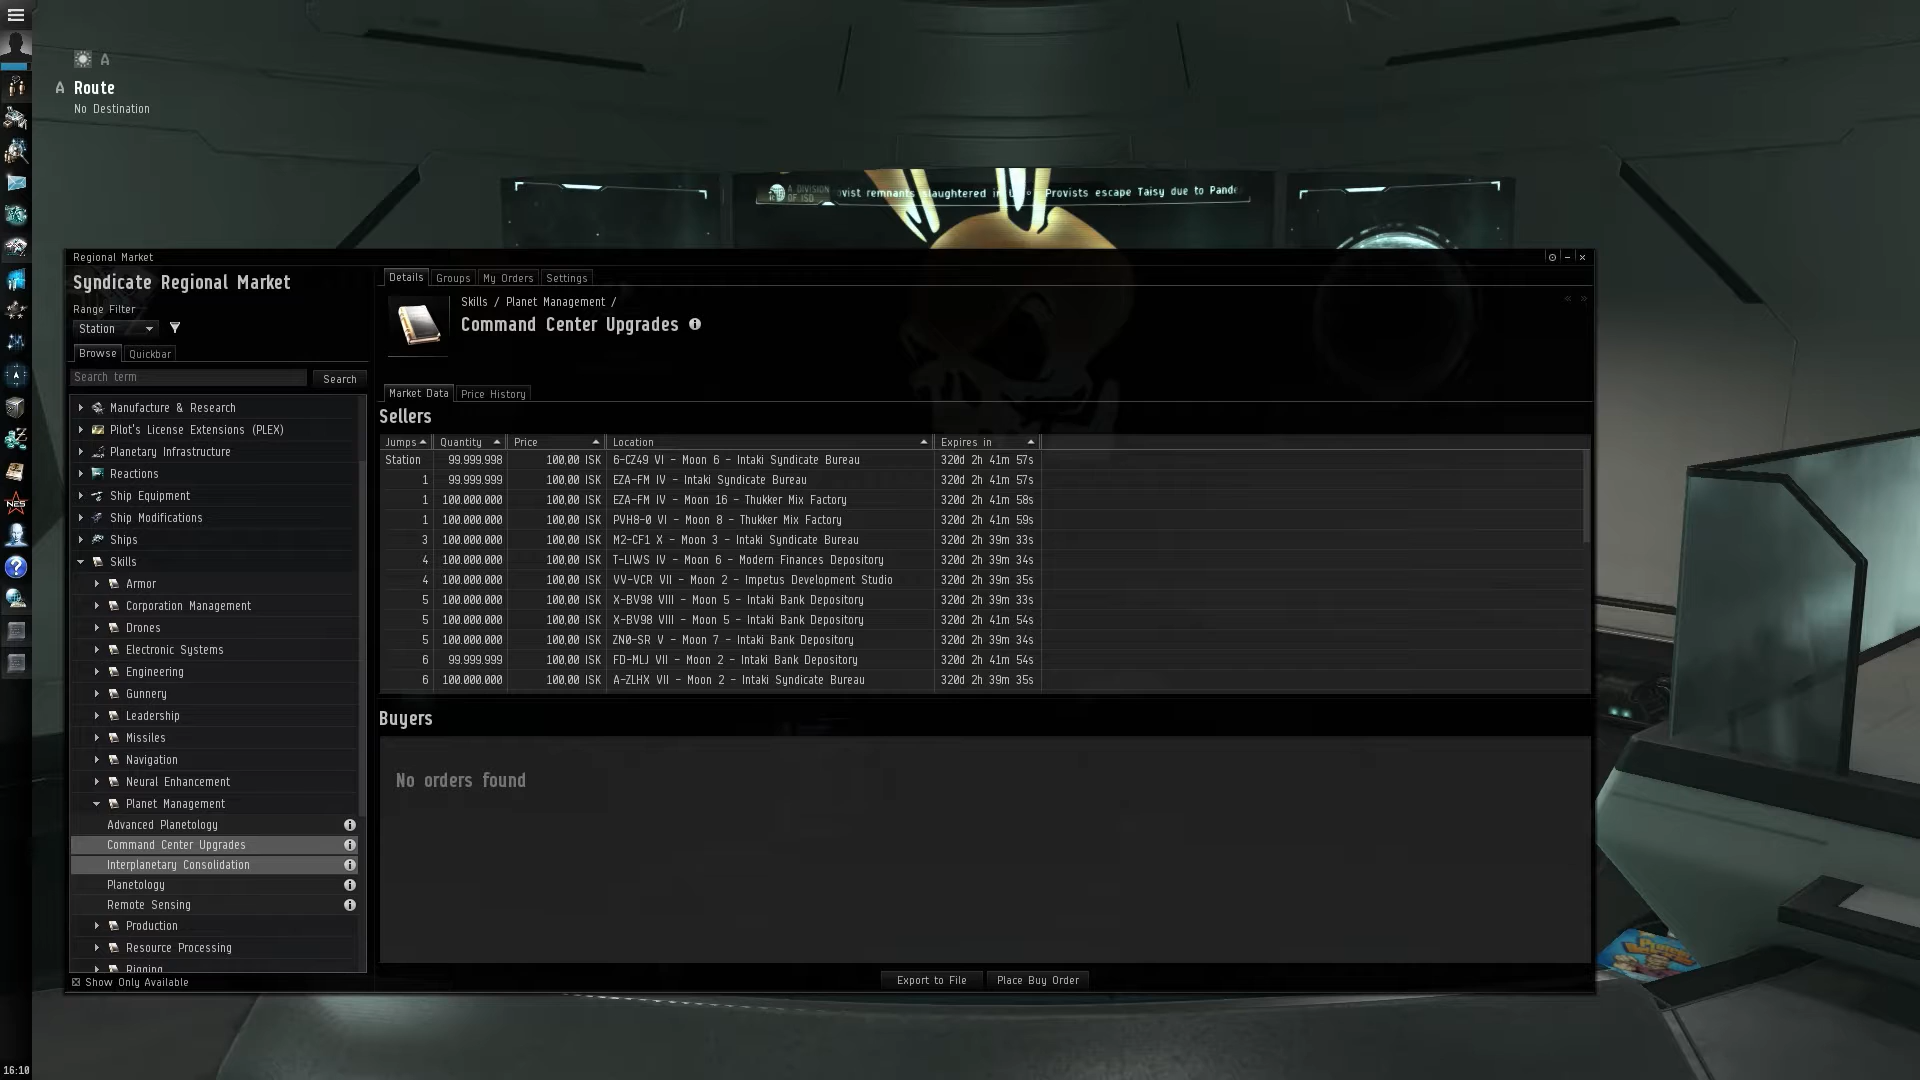 A
A Route
No Destination
A DIVISION
OF ISD
vist remnants slaughtered in
Provists escape Taisy due to Pande
Regional Market
Syndicate Regional Market
Range Filter
Station
Browse
Quickbar
Search term
Search
Manufacture & Research
Pilot's License Extensions (PLEX)
Planetary Infrastructure
Reactions
Ship Equipment
Ship Modifications
Ships
Skills
Armor
Corporation Management
Drones
Electronic Systems
Engineering
Gunnery
Leadership
Missiles
Navigation
Neural Enhancement
Planet Management
Advanced Planetology
Command Center Upgrades
Interplanetary Consolidation
Planetology
Remote Sensing
Production
Resource Processing
Rigging
Show Only Available
Details Groups My Orders Settings
Skills / Planet Management /
Command Center Upgrades
Market Data Price History
Sellers
Jumps Quantity Price Location Expires in
Station 99.999.998 100,00 ISK 6-CZ49 VI - Moon 6 - Intaki Syndicate Bureau 320d 2h 41m 57s
1 99.999.999 100,00 ISK EZA-FM IV - Intaki Syndicate Bureau 320d 2h 41m 57s
1 100.000.000 100,00 ISK EZA-FM IV - Moon 16 - Thukker Mix Factory 320d 2h 41m 58s
1 100.000.000 100,00 ISK PVH8-0 VI - Moon 8 - Thukker Mix Factory 320d 2h 41m 59s
3 100.000.000 100,00 ISK M2-CF1 X - Moon 3 - Intaki Syndicate Bureau 320d 2h 39m 33s
4 100.000.000 100,00 ISK T-LIWS IV - Moon 6 - Modern Finances Depository 320d 2h 39m 34s
4 100.000.000 100,00 ISK VV-VCR VII - Moon 2 - Impetus Development Studio 320d 2h 39m 35s
5 100.000.000 100,00 ISK X-BV98 VIII - Moon 5 - Intaki Bank Depository 320d 2h 39m 33s
5 100.000.000 100,00 ISK X-BV98 VIII - Moon 5 - Intaki Bank Depository 320d 2h 41m 54s
5 100.000.000 100,00 ISK ZN0-SR V - Moon 7 - Intaki Bank Depository 320d 2h 39m 34s
6 99.999.999 100,00 ISK FD-MLJ VII - Moon 2 - Intaki Bank Depository 320d 2h 41m 54s
6 100.000.000 100,00 ISK A-ZLHX VII - Moon 2 - Intaki Syndicate Bureau 320d 2h 39m 35s
Buyers
No orders found
Export to File
Place Buy Order
NES
16:10